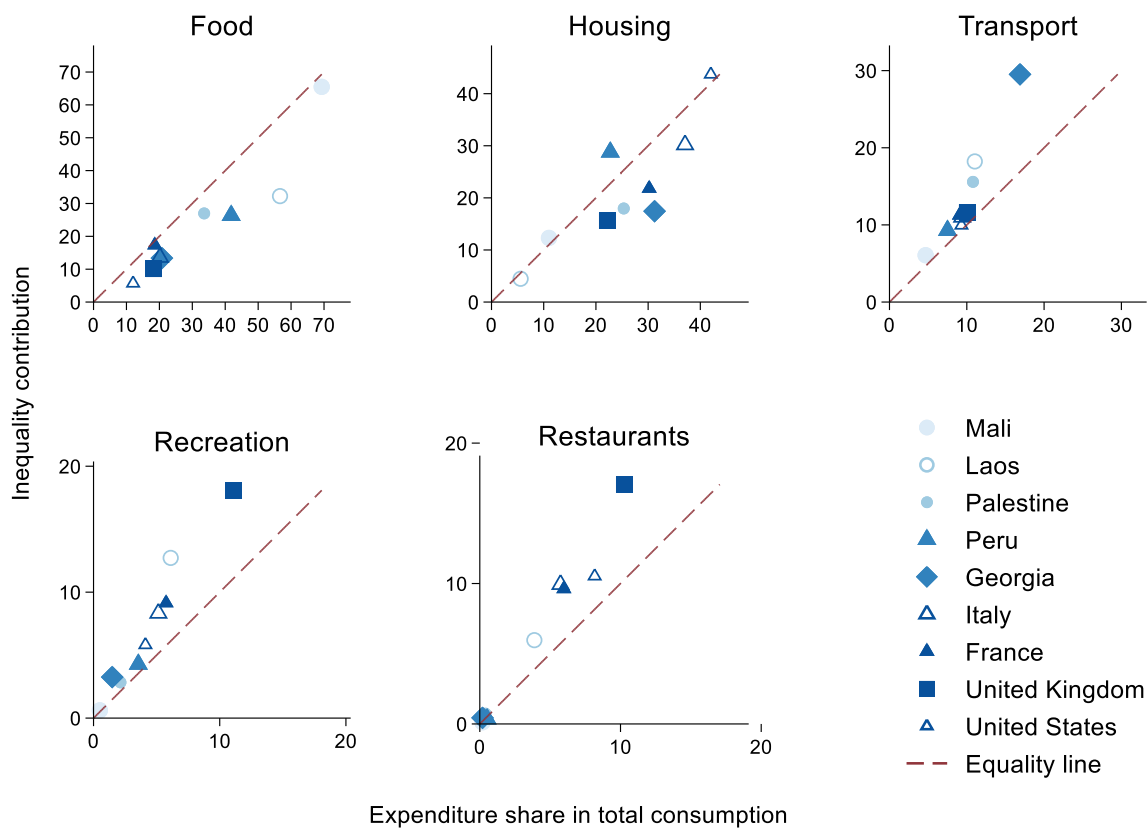 Food
Housing
Transport
70
60
50
40
30
20
10
0
0 10 20 30 40 50 60 70
40
30
20
10
0
0 10 20 30 40
30
20
10
0
0 10 20 30
Inequality contribution
Recreation
Restaurants
20
10
0
0 10 20
20
10
0
0 10 20
Mali
Laos
Palestine
Peru
Georgia
Italy
France
United Kingdom
United States
Equality line
Expenditure share in total consumption